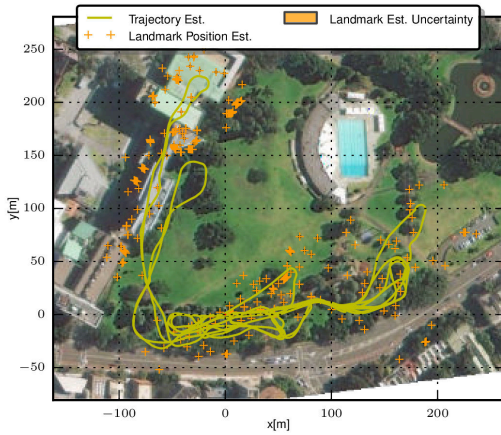 Trajectory Est.
Landmark Position Est.
Landmark Est. Uncertainty
250
200
150
100
50
0
−50
y[m]
−100
0
100
200
x[m]